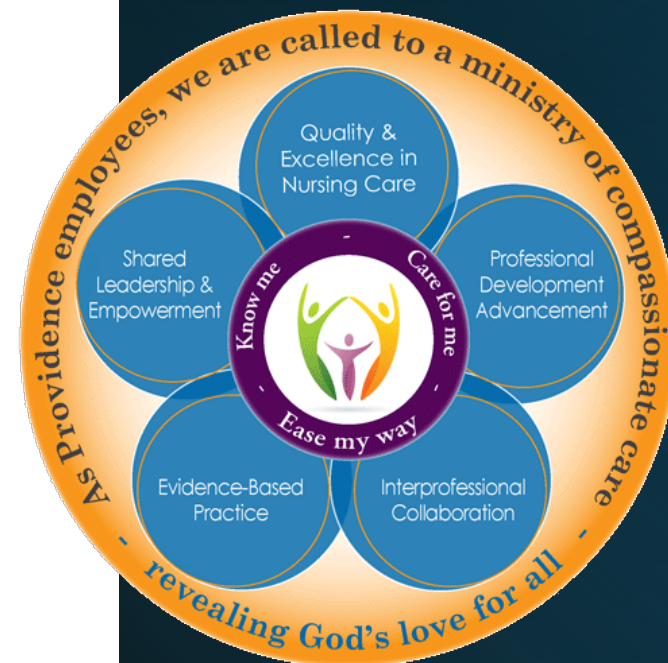 As Providence employees, we are called to a ministry of compassionate care
- revealing God's love for all -
Quality &
Excellence in
Nursing Care
Professional
Development
Advancement
Interprofessional
Collaboration
Evidence-Based
Practice
Shared
Leadership &
Empowerment
Know me - Care for me - Ease my way -